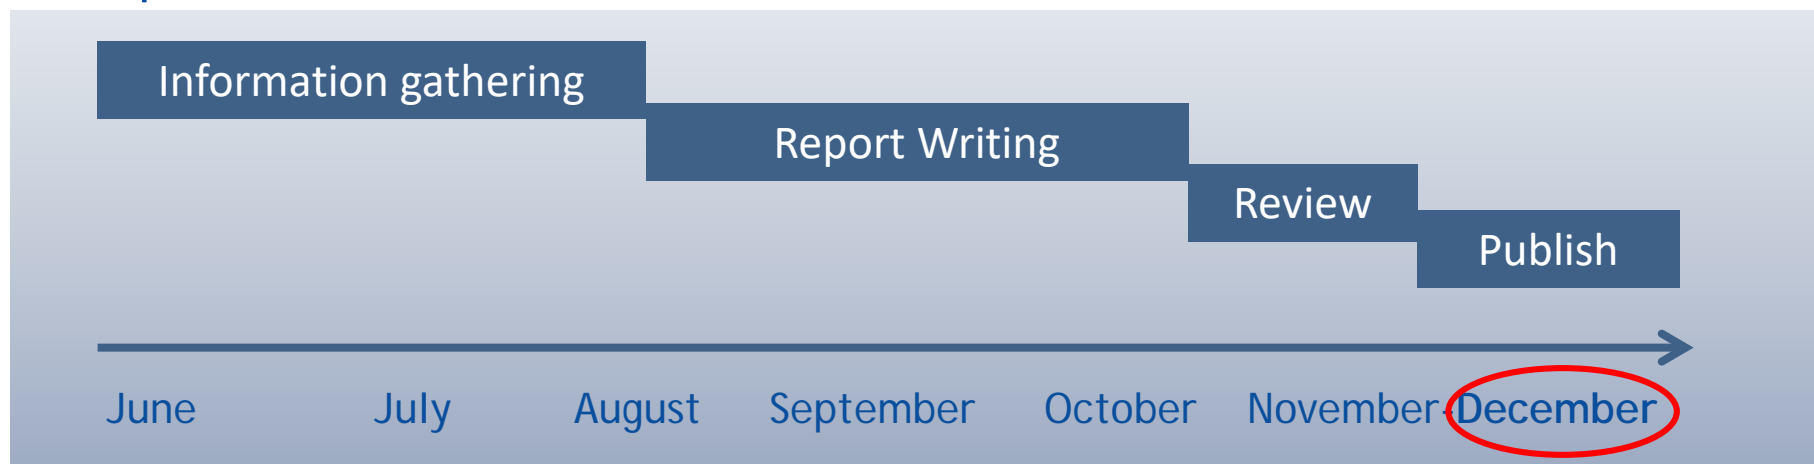 Information gathering
Report Writing
Review
Publish
June July August September October November-December